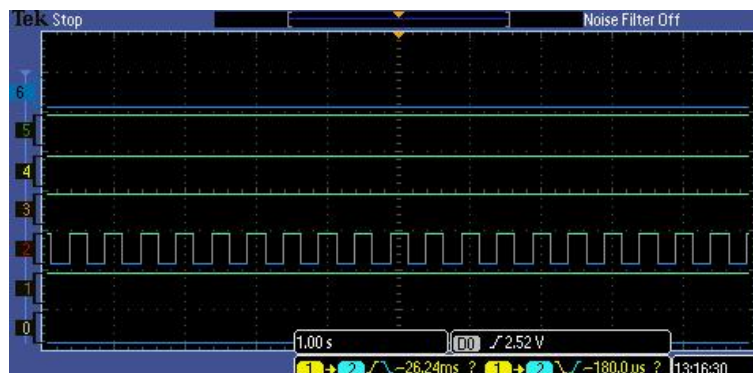 Tek Stop
Noise Filter Off
6
5
4
3
2
1
0
1.00 s
D0 2.52 V
1 → 2 ~26.24ms ? 1 → 2 ~180.0µs ?
13:16:30